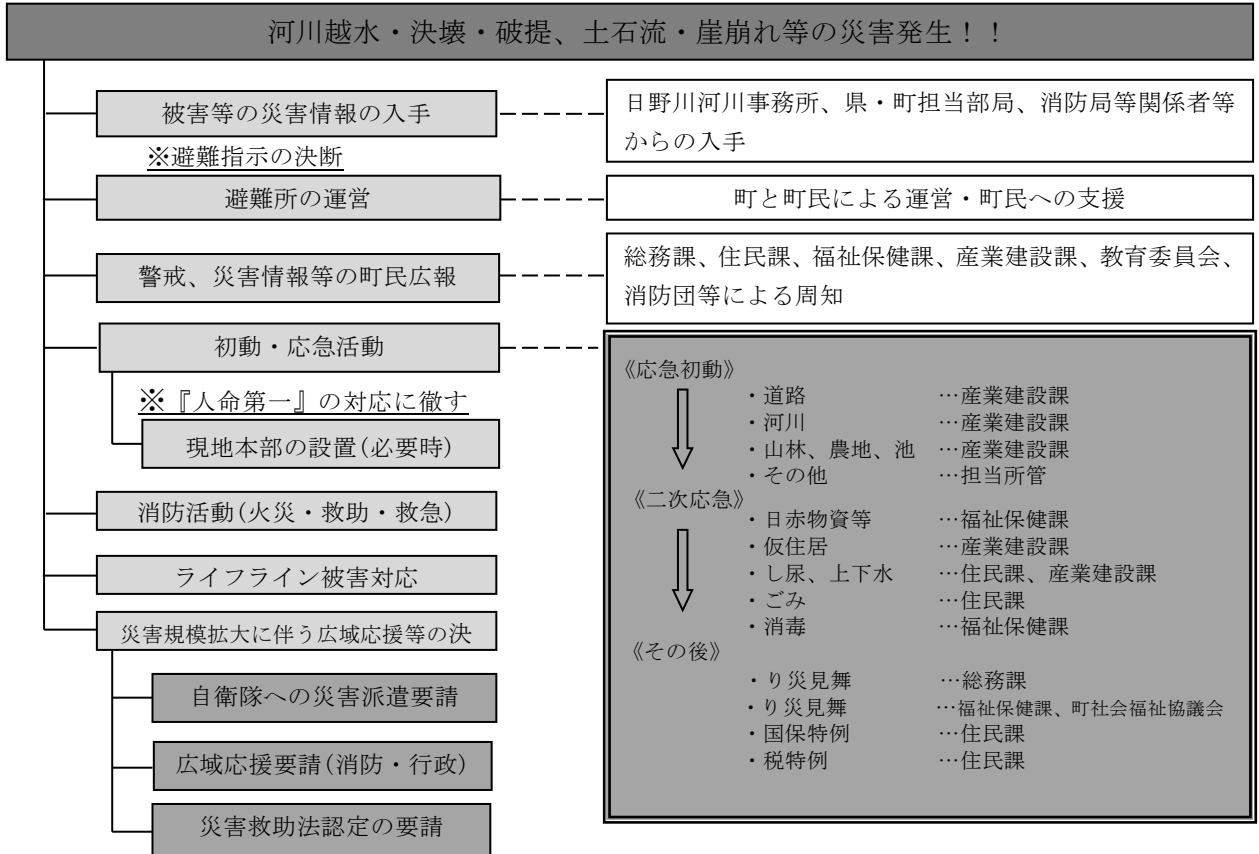 河川越水・決壊・破提、土石流・崖崩れ等の災害発生！！
被害等の災害情報の入手
日野川河川事務所、県・町担当部局、消防局等関係者等
からの入手
※避難指示の決断
避難所の運営
町と町民による運営・町民への支援
警戒、災害情報等の町民広報
総務課、住民課、福祉保健課、産業建設課、教育委員会、
消防団等による周知
初動・応急活動
※『人命第一』の対応に徹す
現地本部の設置(必要時)
消防活動(火災・救助・救急)
ライフライン被害対応
災害規模拡大に伴う広域応援等の決
自衛隊への災害派遣要請
広域応援要請(消防・行政)
災害救助法認定の要請
《応急初動》
・道路 …産業建設課
・河川 …産業建設課
・山林、農地、池 …産業建設課
・その他 …担当所管
《二次応急》
・日赤物資等 …福祉保健課
・仮住居 …産業建設課
・し尿、上下水 …住民課、産業建設課
・ごみ …住民課
・消毒 …福祉保健課
《その後》
・り災見舞 …総務課
・り災見舞 …福祉保健課、町社会福祉協議会
・国保特例 …住民課
・税特例 …住民課